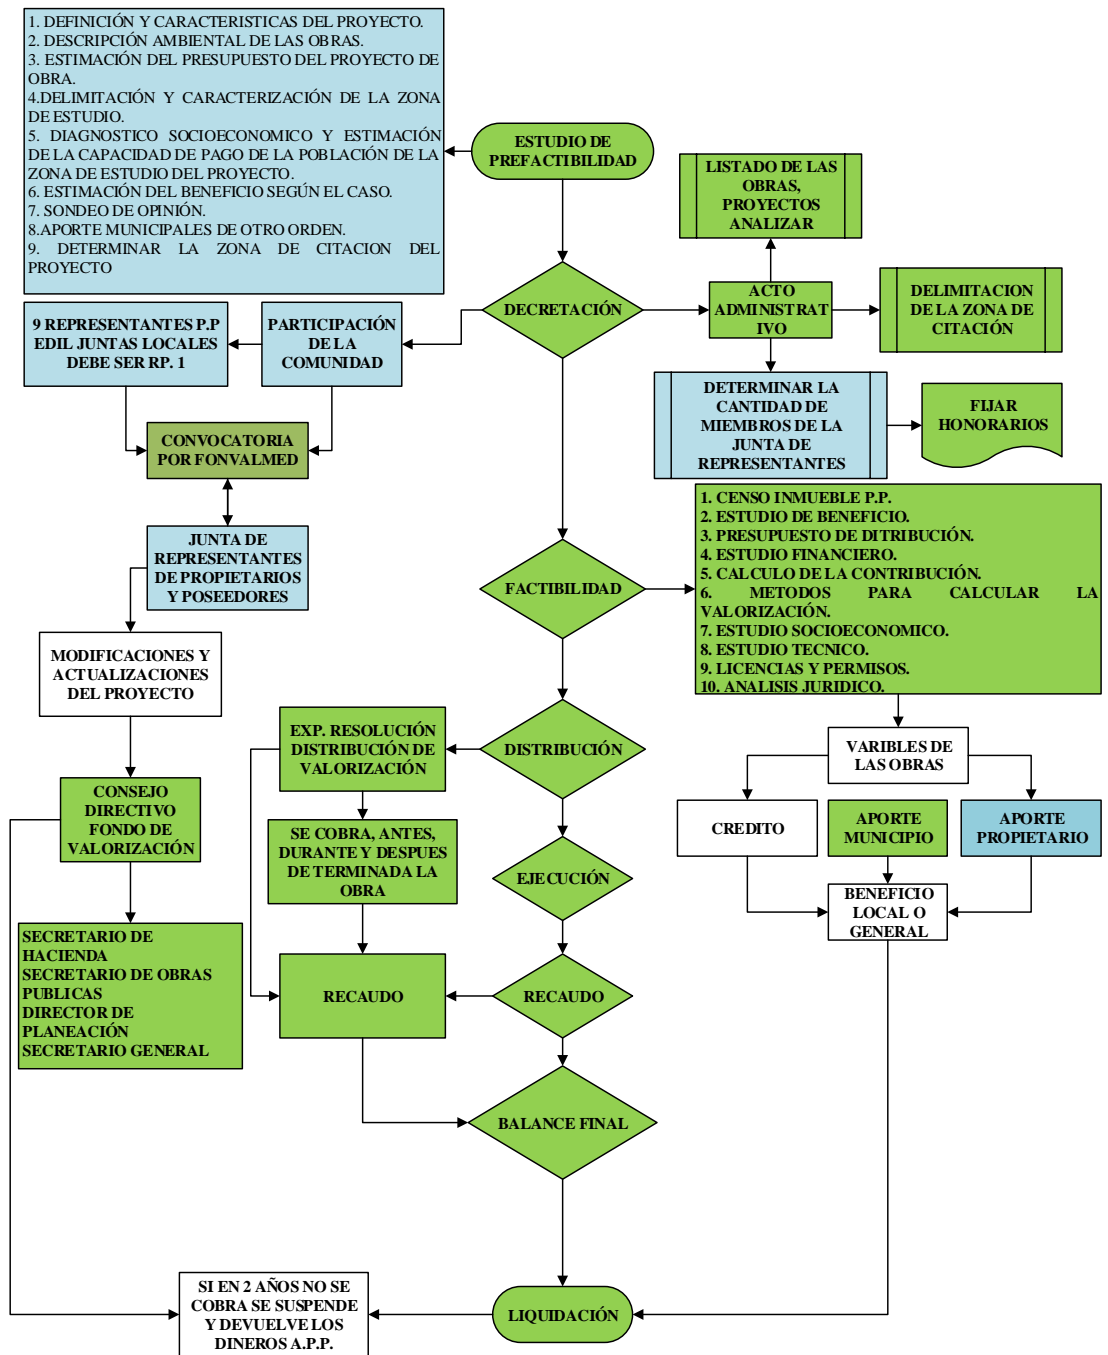 1. DEFINICIÓN Y CARACTERISTICAS DEL PROYECTO.
2. DESCRIPCIÓN AMBIENTAL DE LAS OBRAS.
3. ESTIMACIÓN DEL PRESUPUESTO DEL PROYECTO DE
OBRA.
4.DELIMITACIÓN Y CARACTERIZACIÓN DE LA ZONA
DE ESTUDIO.
5. DIAGNOSTICO SOCIOECONOMICO Y ESTIMACIÓN
DE LA CAPACIDAD DE PAGO DE LA POBLACIÓN DE LA
ZONA DE ESTUDIO DEL PROYECTO.
6. ESTIMACIÓN DEL BENEFICIO SEGÚN EL CASO.
7. SONDEO DE OPINIÓN.
8.APORTE MUNICIPALES DE OTRO ORDEN.
9. DETERMINAR LA ZONA DE CITACION DEL
PROYECTO
ESTUDIO DE
PREFACTIBILIDAD
LISTADO DE LAS
OBRAS,
PROYECTOS
ANALIZAR
DECRETACIÓN
ACTO
ADMINISTRAT
IVO
DELIMITACION
DE LA ZONA DE
CITACIÓN
9 REPRESENTANTES P.P
EDIL JUNTAS LOCALES
DEBE SER RP. 1
PARTICIPACIÓN
DE LA
COMUNIDAD
DETERMINAR LA
CANTIDAD DE
MIEMBROS DE LA
JUNTA DE
REPRESENTANTES
FIJAR
HONORARIOS
CONVOCATORIA
POR FONVALMED
JUNTA DE
REPRESENTANTES
DE PROPIETARIOS
Y POSEEDORES
FACTIBILIDAD
1. CENSO INMUEBLE P.P.
2. ESTUDIO DE BENEFICIO.
3. PRESUPUESTO DE DITRIBUCIÓN.
4. ESTUDIO FINANCIERO.
5. CALCULO DE LA CONTRIBUCIÓN.
6. METODOS PARA CALCULAR LA
VALORIZACIÓN.
7. ESTUDIO SOCIOECONOMICO.
8. ESTUDIO TECNICO.
9. LICENCIAS Y PERMISOS.
10. ANALISIS JURIDICO.
MODIFICACIONES Y
ACTUALIZACIONES
DEL PROYECTO
EXP. RESOLUCIÓN
DISTRIBUCIÓN DE
VALORIZACIÓN
DISTRIBUCIÓN
VARIBLES DE
LAS OBRAS
CONSEJO
DIRECTIVO
FONDO DE
VALORIZACIÓN
SE COBRA, ANTES,
DURANTE Y DESPUES
DE TERMINADA LA
OBRA
EJECUCIÓN
CREDITO
APORTE
MUNICIPIO
APORTE
PROPIETARIO
BENEFICIO
LOCAL O
GENERAL
SECRETARIO DE
HACIENDA
SECRETARIO DE OBRAS
PUBLICAS
DIRECTOR DE
PLANEACIÓN
SECRETARIO GENERAL
RECAUDO
RECAUDO
BALANCE FINAL
SI EN 2 AÑOS NO SE
COBRA SE SUSPENDE
Y DEVUELVE LOS
DINEROS A.P.P.
LIQUIDACIÓN